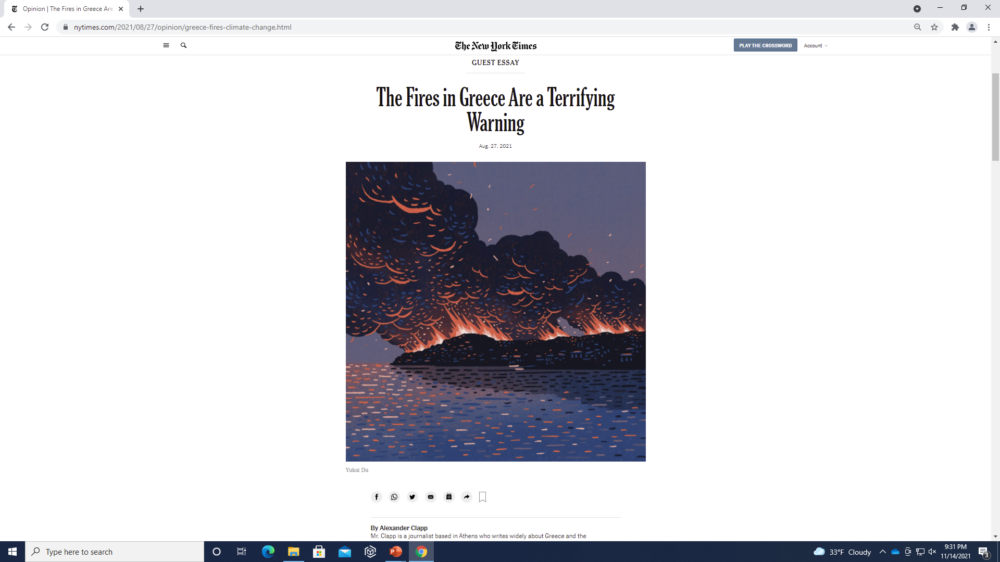 Opinion | The Fires in Greece Are
nytimes.com/2021/08/27/opinion/greece-fires-climate-change.html
The New York Times
PLAY THE CROSSWORD
Account
GUEST ESSAY
The Fires in Greece Are a Terrifying
Warning
Aug. 27, 2021
Yukai Du
By Alexander Clapp
Mr. Clapp is a journalist based in Athens who writes widely about Greece and the
Type here to search
33°F Cloudy
9:31 PM
11/14/2021
3